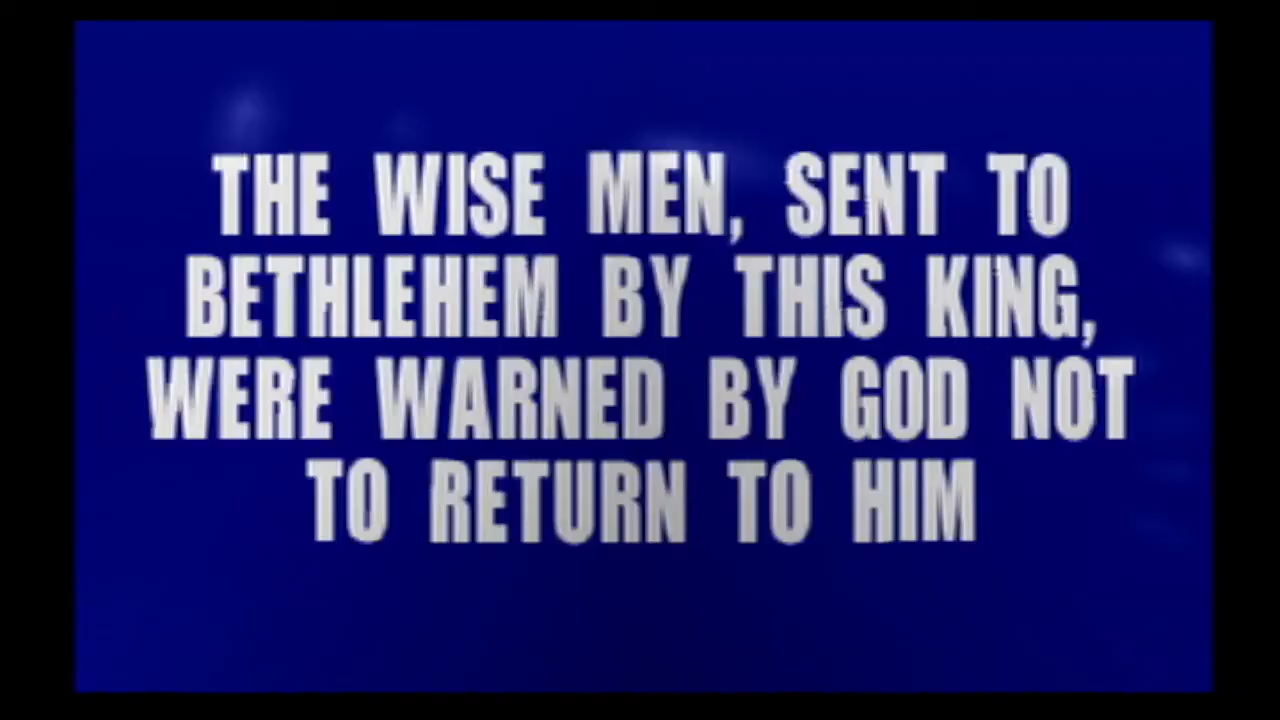 THE WISE MEN, SENT TO
BETHLEHEM BY THIS KING,
WERE WARNED BY GOD NOT
TO RETURN TO HIM